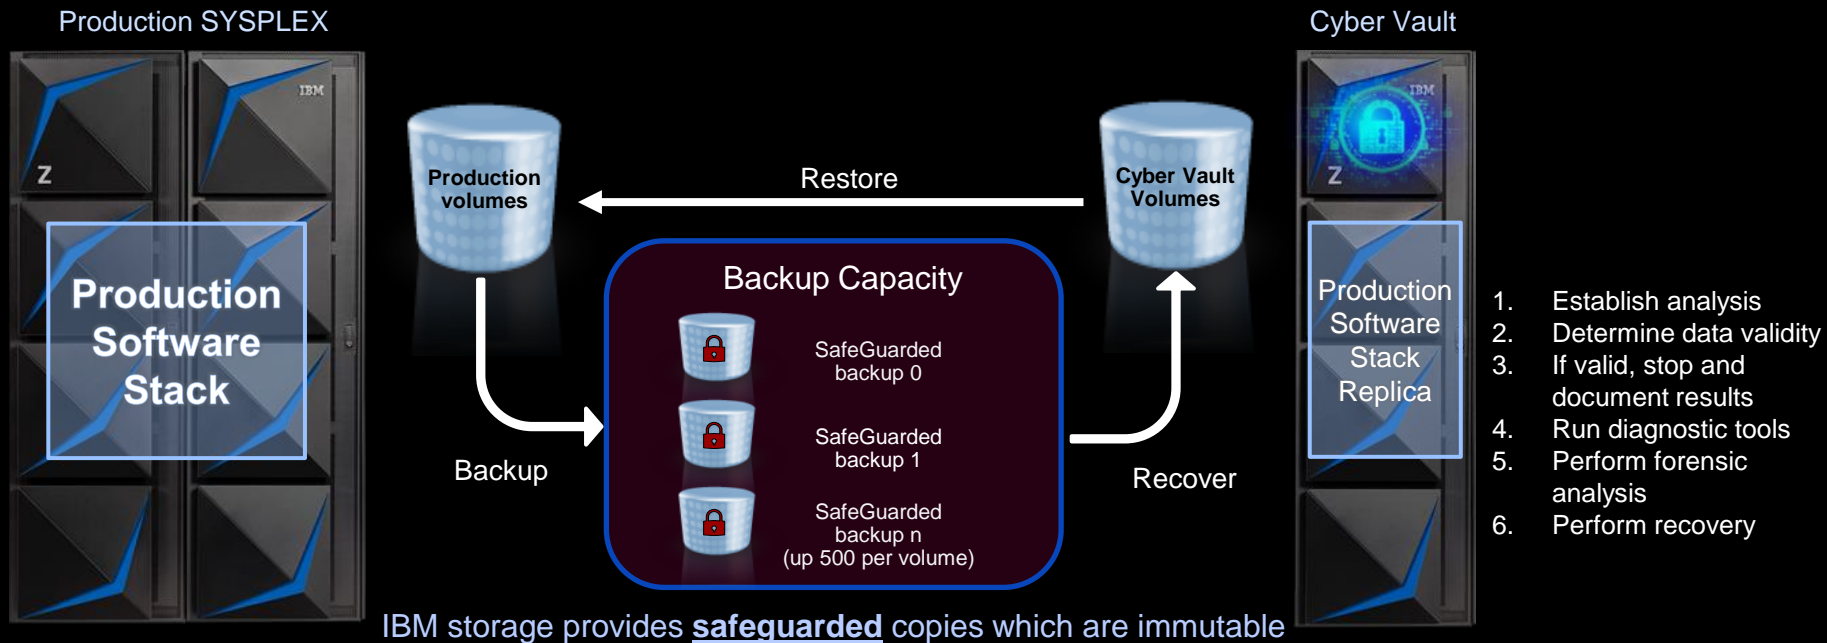 Production SYSPLEX
Cyber Vault
IBM
Z
Production
Software
Stack
Production
volumes
Restore
Cyber Vault
Volumes
Backup
Backup Capacity
SafeGuarded
backup 0
SafeGuarded
backup 1
SafeGuarded
backup n
(up 500 per volume)
Recover
IBM
Z
Production
Software
Stack
Replica
1. Establish analysis
2. Determine data validity
3. If valid, stop and
document results
4. Run diagnostic tools
5. Perform forensic
analysis
6. Perform recovery
IBM storage provides safeguarded copies which are immutable